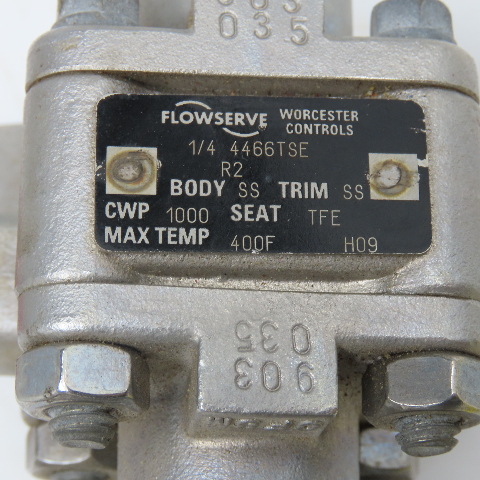 035
FLOWSERVE WORCESTER CONTROLS
1/4 4466TSE
R2
BODY SS TRIM SS
CWP 1000 SEAT TFE
MAX TEMP 400F H09
035
903